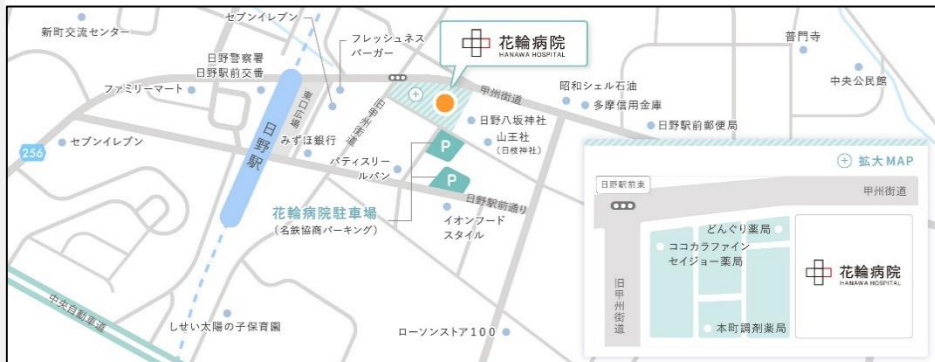 セブンイレブン
新町交流センター
フレッシュネス
バーガー
花輪病院
HANAWA HOSPITAL
普門寺
日野警察署
日野駅前交番
中央公民館
ファミリーマート
東口広場
旧甲州街道
甲州街道
昭和シェル石油
多摩信用金庫
日野八坂神社
日野駅前郵便局
セブンイレブン
256
日野駅
みずほ銀行
山王社
(日枝神社)
P
パティスリー
ルパン
P
日野駅前通り
花輪病院駐車場
(名鉄協商パーキング)
イオンフード
スタイル
中央自動車道
しせい太陽の子保育園
ローソンストア100
拡大MAP
日野駅前東
甲州街道
どんぐり薬局
ココカラファイン
セイジョー薬局
花輪病院
HANAWA HOSPITAL
旧甲州街道
本町調剤薬局